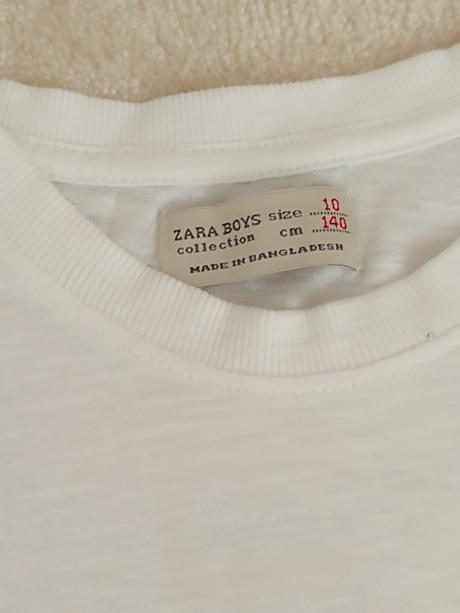 ZARA BOYS size 10
collection cm 140
MADE IN BANGLADESH